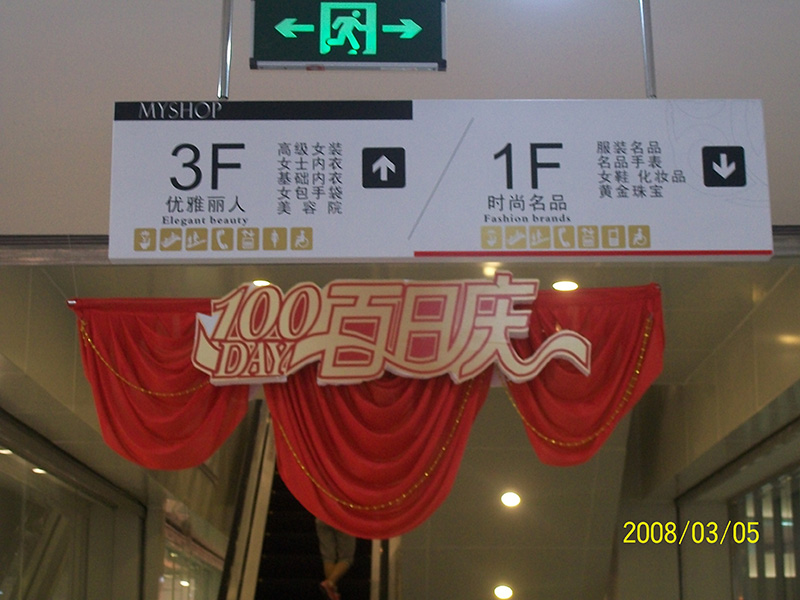 MYSHOP
3F
优雅丽人
Elegant beauty
高级女装
女士内衣
基础内衣
女包手袋
美容院
1F
时尚名品
Fashion brands
服装名品
名品手表
女鞋 化妆品
黄金珠宝
100
DAY
百日庆
2008/03/05